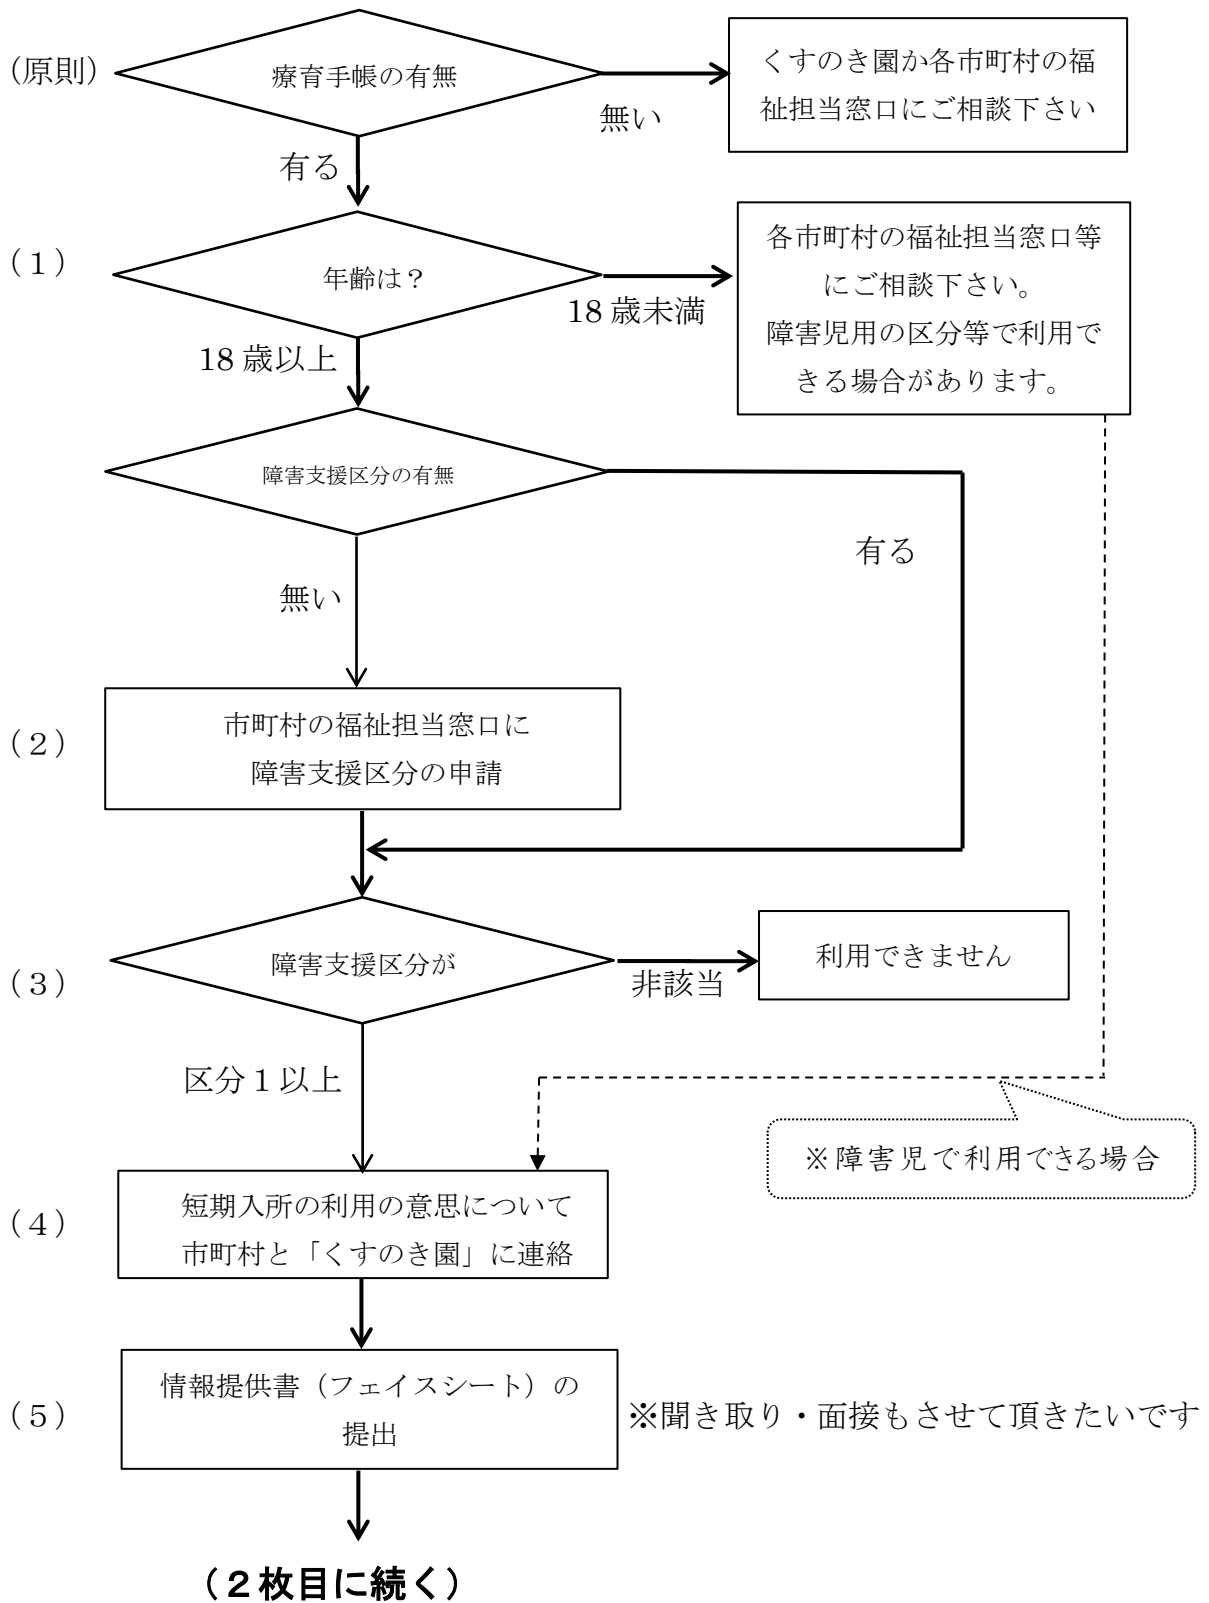 (原則)
療育手帳の有無
くすのき園か各市町村の福
祉担当窓口にご相談下さい
無い
有る
(1)
年齢は?
各市町村の福祉担当窓口等
にご相談下さい。
障害児用の区分等で利用で
きる場合があります。
18歳未満
18歳以上
障害支援区分の有無
有る
無い
(2)
市町村の福祉担当窓口に
障害支援区分の申請
(3)
障害支援区分が
利用できません
非該当
区分1以上
※障害児で利用できる場合
(4)
短期入所の利用の意思について
市町村と「くすのき園」に連絡
(5)
情報提供書(フェイスシート)の
提出
※聞き取り・面接もさせて頂きたいです
(2枚目に続く)